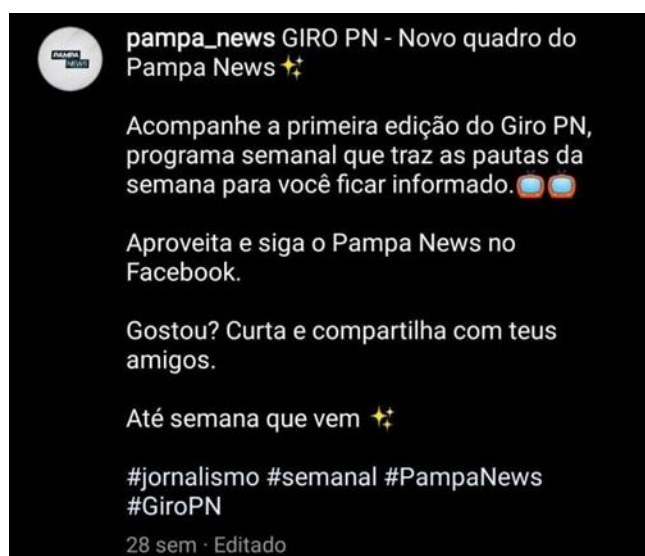 PAMPA
NEWS
pampa_news GIRO PN - Novo quadro do
Pampa News✨
Acompanhe a primeira edição do Giro PN,
programa semanal que traz as pautas da
semana para você ficar informado.📺📺
Aproveita e siga o Pampa News no
Facebook.
Gostou? Curta e compartilha com teus
amigos.
Até semana que vem ✨
#jornalismo #semanal #PampaNews
#GiroPN
28 sem · Editado